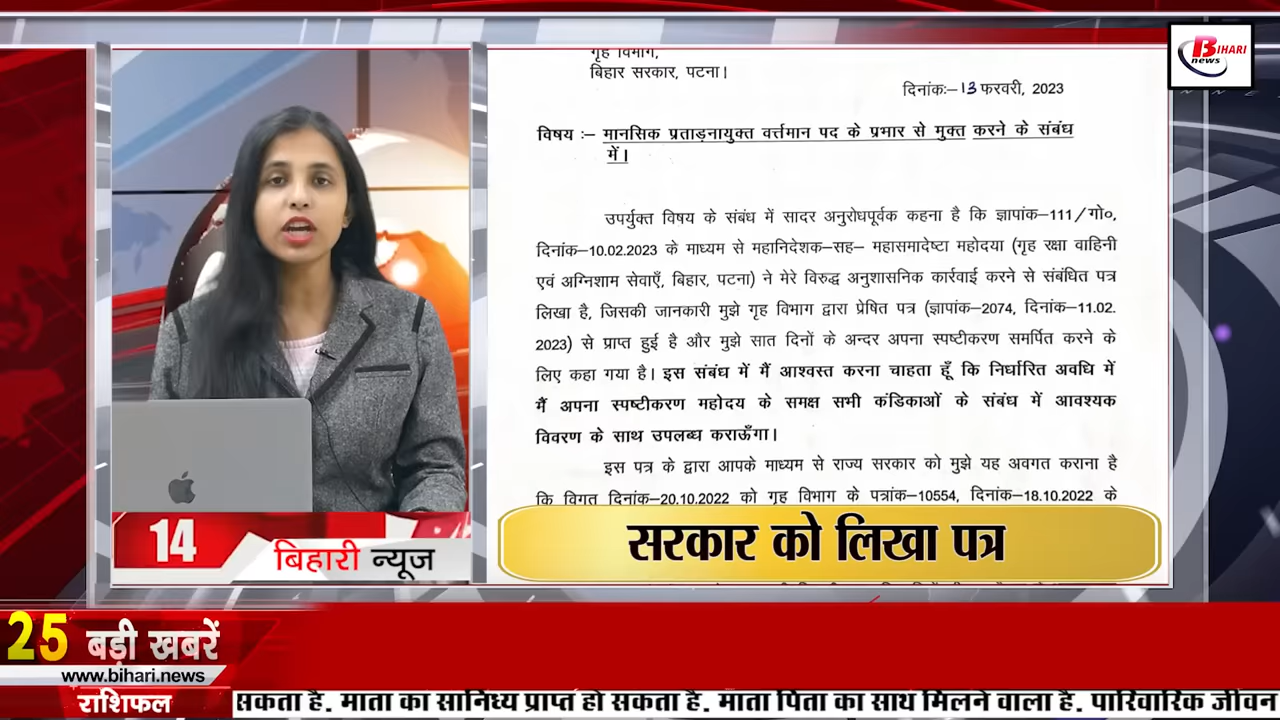 गृह विभाग,
बिहार सरकार, पटना।
दिनांकः–13 फरवरी, 2023
विषय :– मानसिक प्रताड़नायुक्त वर्त्तमान पद के प्रभार से मुक्त करने के संबंध
में।
उपर्युक्त विषय के संबंध में सादर अनुरोधपूर्वक कहना है कि ज्ञापांक–111/गो०,
दिनांक–10.02.2023 के माध्यम से महानिदेशक–सह– महासमादेष्टा महोदया (गृह रक्षा वाहिनी
एवं अग्निशाम सेवाएँ, बिहार, पटना) ने मेरे विरुद्ध अनुशासनिक कार्रवाई करने से संबंधित पत्र
लिखा है, जिसकी जानकारी मुझे गृह विभाग द्वारा प्रेषित पत्र (ज्ञापांक–2074, दिनांक–11.02.
2023) से प्राप्त हुई है और मुझे सात दिनों के अन्दर अपना स्पष्टीकरण समर्पित करने के
लिए कहा गया है। इस संबंध में मैं आश्वस्त करना चाहता हूँ कि निर्धारित अवधि में
मैं अपना स्पष्टीकरण महोदय के समक्ष सभी कंडिकाओं के संबंध में आवश्यक
विवरण के साथ उपलब्ध कराऊँगा।
इस पत्र के द्वारा आपके माध्यम से राज्य सरकार को मुझे यह अवगत कराना है
कि विगत दिनांक–20.10.2022 को गृह विभाग के पत्रांक–10554, दिनांक–18.10.2022 के
सरकार को लिखा पत्र
BIHARI
news
14
बिहारी न्यूज
25 बड़ी खबरें
www.bihari.news
राशिफल
सकता है. माता का सानिध्य प्राप्त हो सकता है. माता पिता का साथ मिलने वाला है. पारिवारिक जीवन